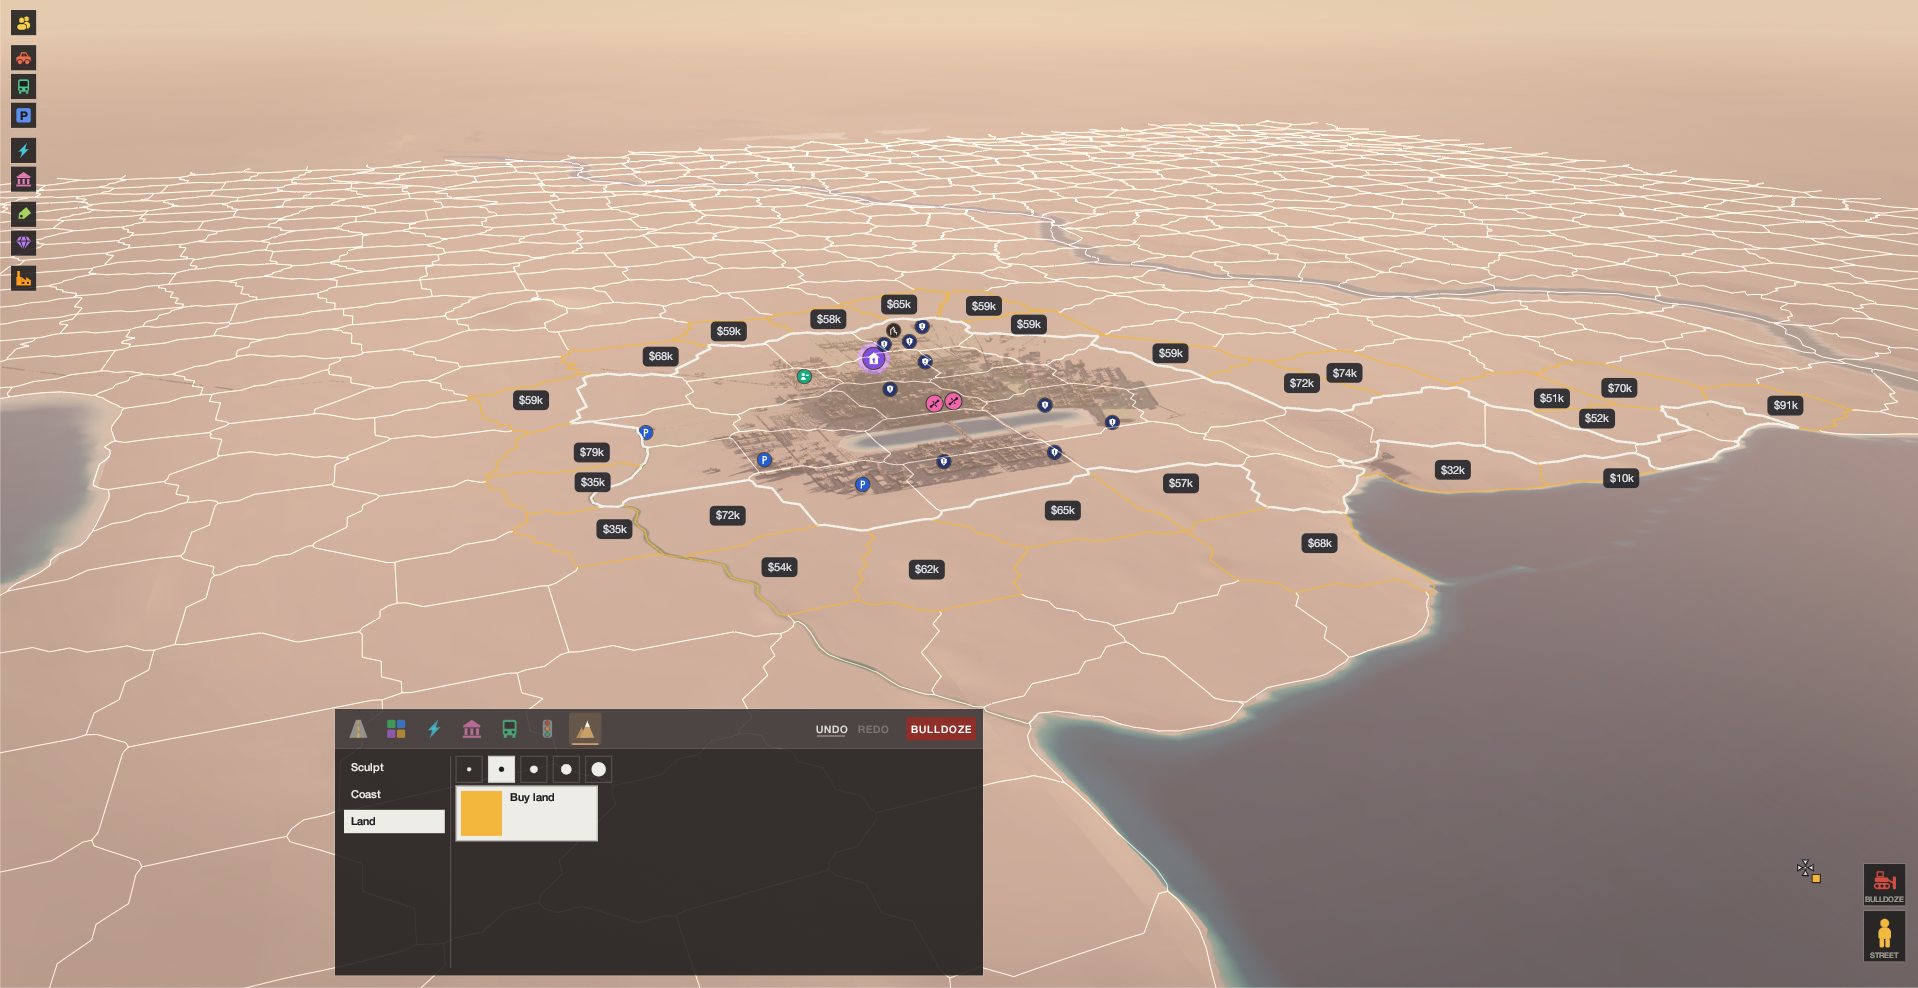 P
$65k
$59k
$58k
$59k
$59k
$68k
$59k
$74k
$72k
$70k
$51k
$59k
$91k
$52k
P
$79k
P
$32k
$10k
$35k
$57k
P
$65k
$72k
$35k
$68k
$54k
$62k
UNDO REDO BULLDOZE
Sculpt
Coast
Land
Buy land
BULLDOZE
STREET